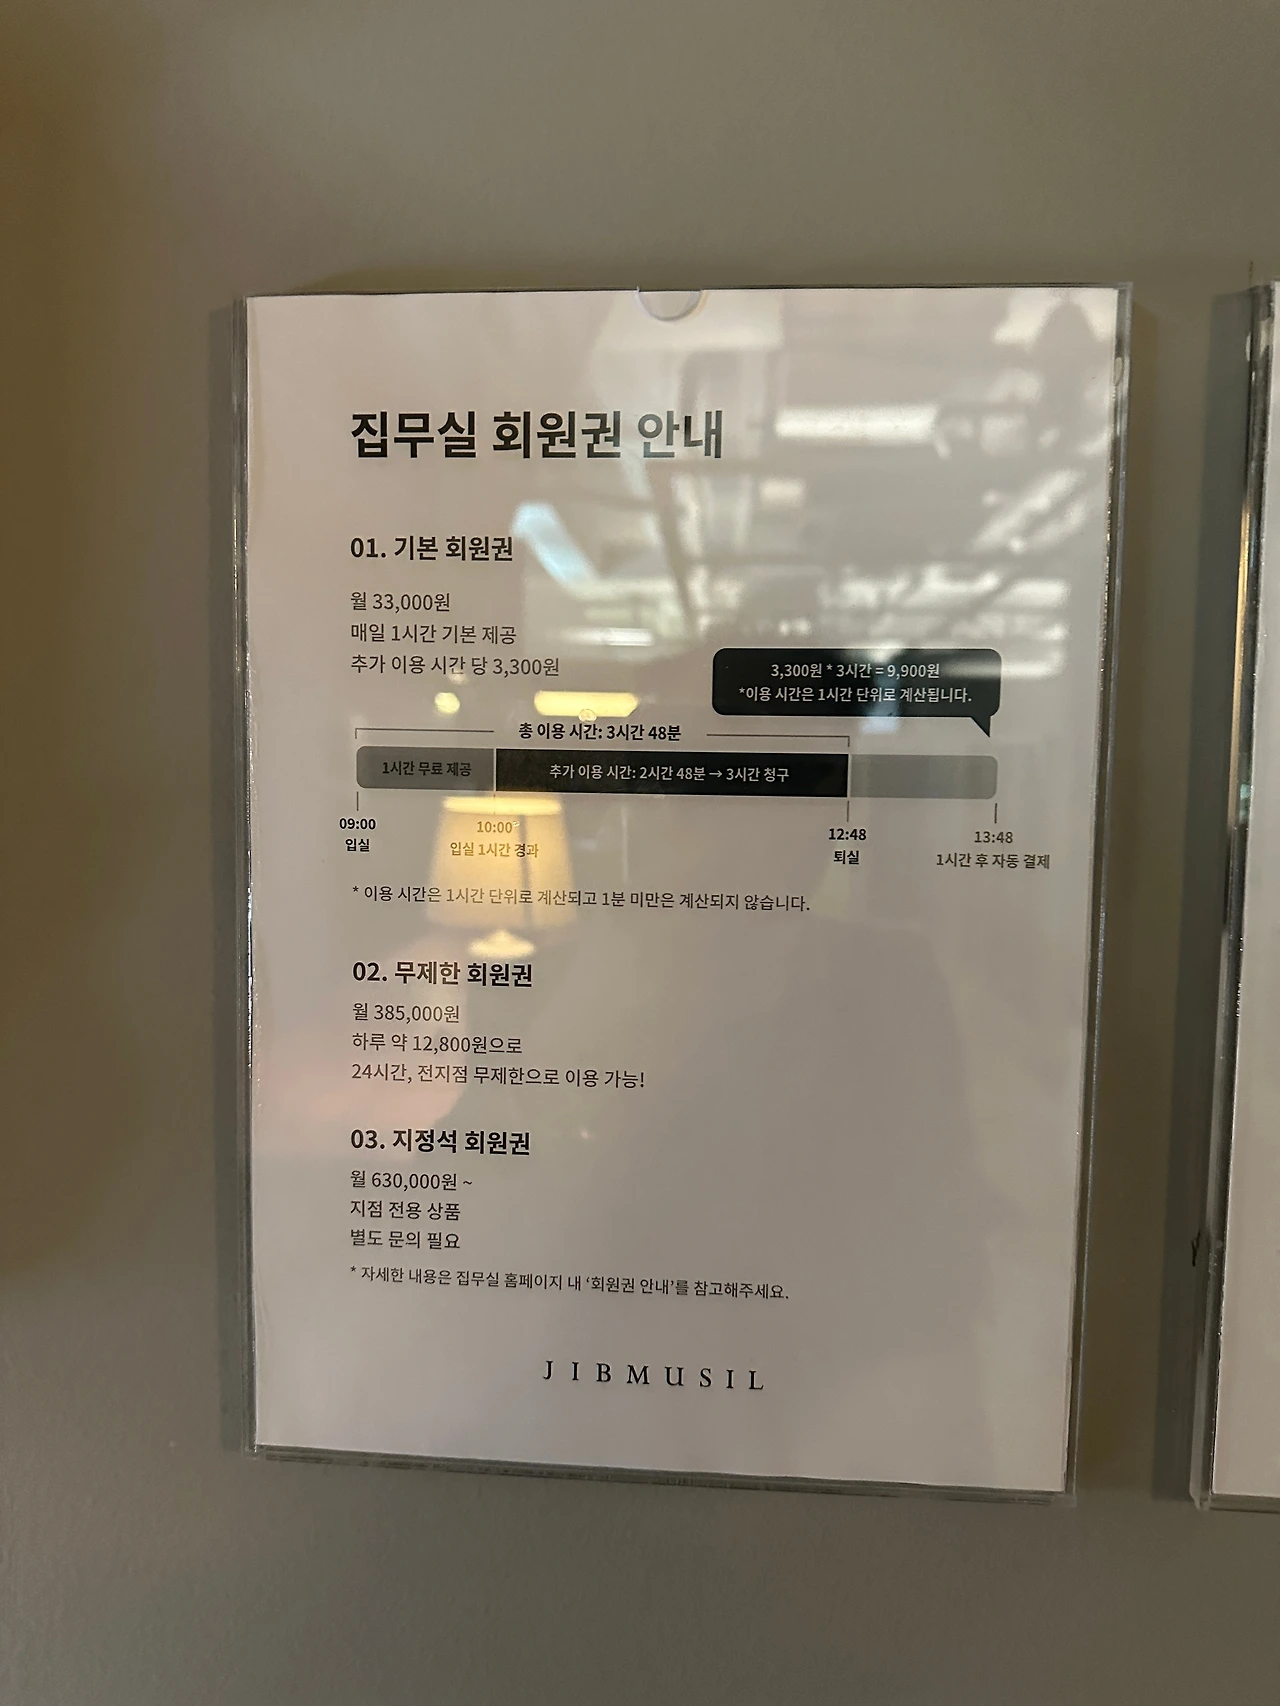 집무실 회원권 안내
01. 기본 회원권
월 33,000원
매일 1시간 기본 제공
추가 이용 시간 당 3,300원
3,300원 * 3시간 = 9,900원
*이용 시간은 1시간 단위로 계산됩니다.
총 이용 시간: 3시간 48분
1시간 무료 제공
추가 이용 시간: 2시간 48분 → 3시간 청구
09:00
입실
10:00
입실 1시간 경과
12:48
퇴실
13:48
1시간 후 자동 결제
* 이용 시간은 1시간 단위로 계산되고 1분 미만은 계산되지 않습니다.
02. 무제한 회원권
월 385,000원
하루 약 12,800원으로
24시간, 전지점 무제한으로 이용 가능!
03. 지정석 회원권
월 630,000원 ~
지점 전용 상품
별도 문의 필요
* 자세한 내용은 집무실 홈페이지 내 ‘회원권 안내’를 참고해주세요.
JIBMUSIL